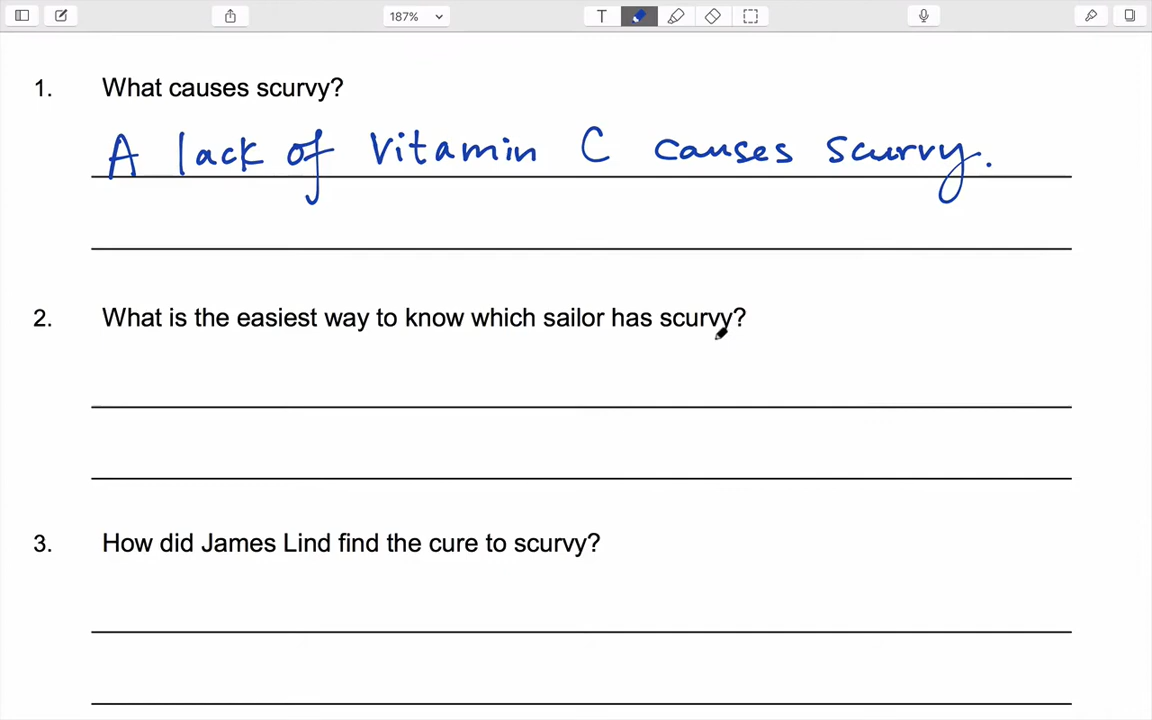 187%
T
1. What causes scurvy?
A lack of Vitamin C causes scurvy.
2. What is the easiest way to know which sailor has scurvy?
3. How did James Lind find the cure to scurvy?